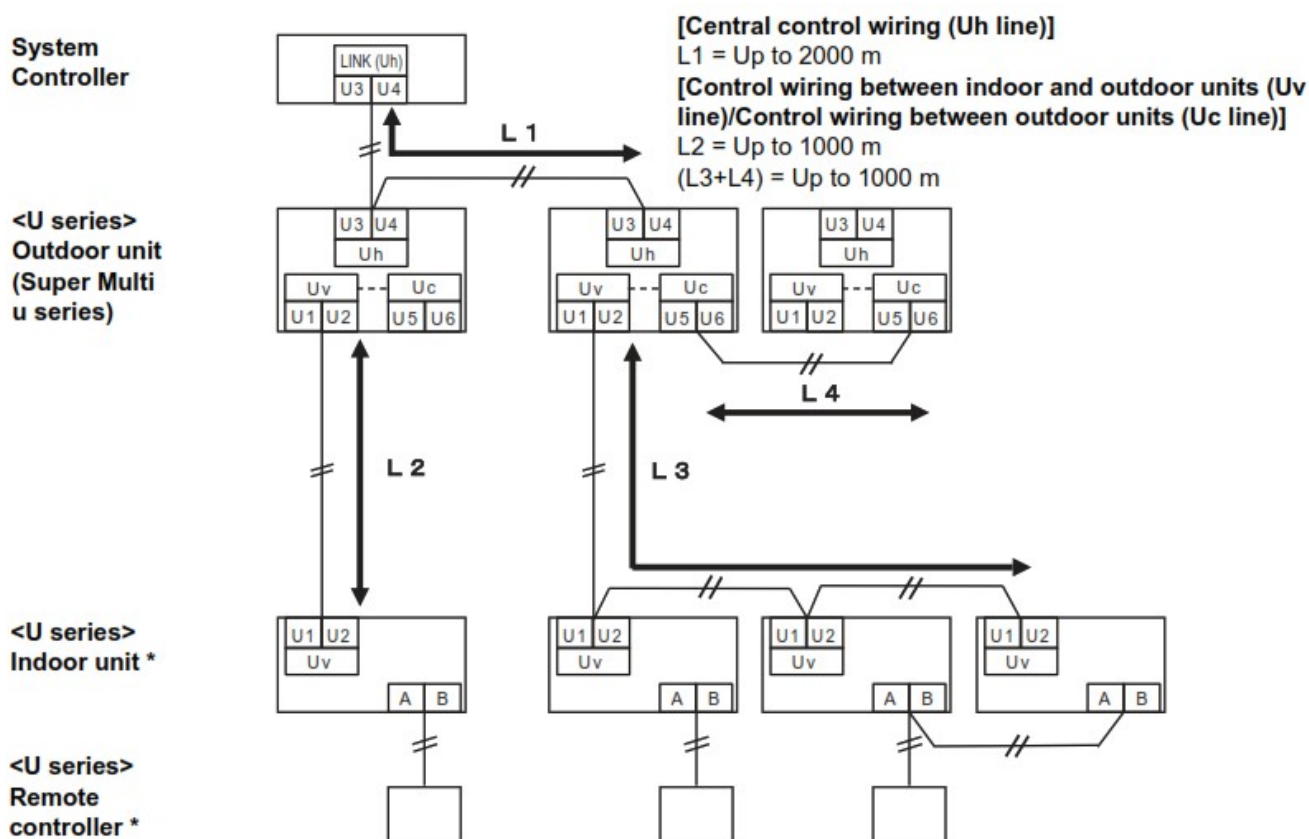 System
Controller
LINK (Uh)
U3 U4
[Central control wiring (Uh line)]
L1 = Up to 2000 m
[Control wiring between indoor and outdoor units (Uv
line)/Control wiring between outdoor units (Uc line)]
L2 = Up to 1000 m
(L3+L4) = Up to 1000 m
L 1
<U series>
Outdoor unit
(Super Multi
u series)
U3 U4
Uh
Uv Uc
U1 U2 U5 U6
U3 U4
Uh
Uv Uc
U1 U2 U5 U6
U3 U4
Uh
Uv Uc
U1 U2 U5 U6
L 4
L 2
L 3
<U series>
Indoor unit *
U1 U2
Uv
A B
U1 U2
Uv
A B
U1 U2
Uv
A B
U1 U2
Uv
A B
<U series>
Remote
controller *